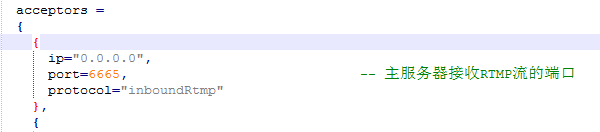 acceptors =
{
{
ip="0.0.0.0",
port=6665, -- 主服务器接收RTMP流的端口
protocol="inboundRtmp"
},
{